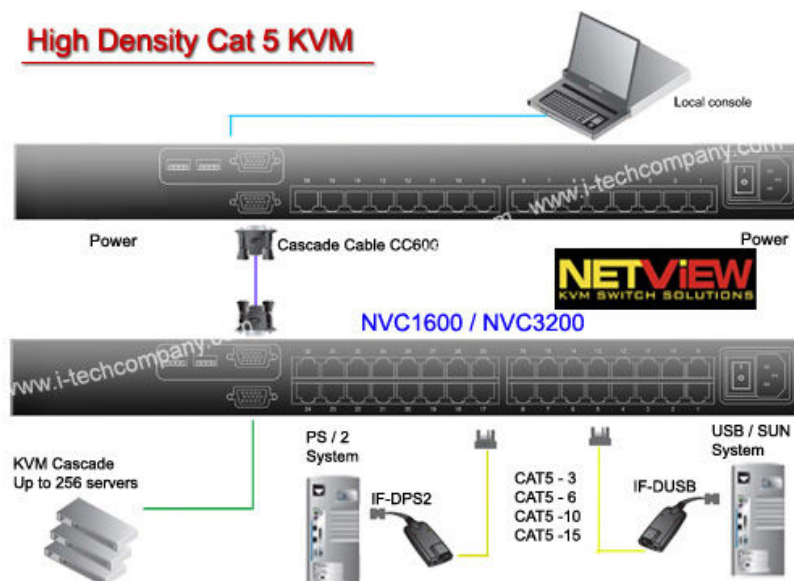 High Density Cat 5 KVM
Local console
www.i-techcompany.com
Power
Cascade Cable CC600
Power
NETViEW
KVM SWITCH SOLUTIONS
NVC1600 / NVC3200
www.i-techcompany.com
KVM Cascade
Up to 256 servers
PS / 2
System
IF-DPS2
CAT5 - 3
CAT5 - 6
CAT5 -10
CAT5 -15
IF-DUSB
USB / SUN
System